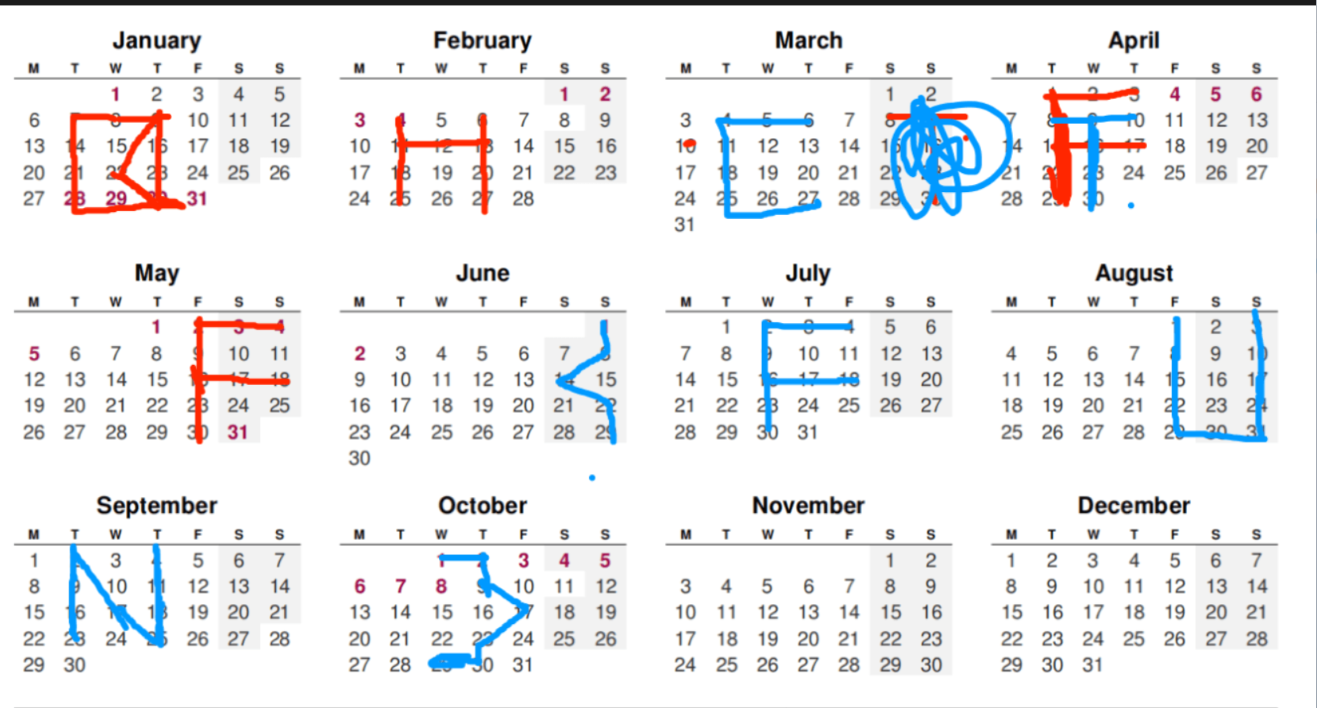 January
M T W T F S S
1 2 3 4 5
6 8 10 11 12
13 14 15 16 17 18 19
20 21 22 23 24 25 26
27 28 29 31
February
M T W T F S S
1 2
3 4 5 6 7 8 9
10 11 12 13 14 15 16
17 18 19 20 21 22 23
24 25 26 27 28
H
March
M T W T F S S
1 2
3 4 5 6 7 8
10 11 12 13 14 15
17 18 19 20 21 22
24 25 26 27 28 29
31
April
M T W T F S S
2 3 4 5 6
7 8 9 10 11 12 13
14 17 18 19 20
21 23 24 25 26 27
28 29 30
F
May
M T W T F S S
1 2 3 4
5 6 7 8 9 10 11
12 13 14 15 16 17 18
19 20 21 22 23 24 25
26 27 28 29 30 31
F
June
M T W T F S S
1
2 3 4 5 6 7 8
9 10 11 12 13 14 15
16 17 18 19 20 21 22
23 24 25 26 27 28 29
30
July
M T W T F S S
1 2 3 4 5 6
7 8 9 10 11 12 13
14 15 16 17 18 19 20
21 22 23 24 25 26 27
28 29 30 31
F
August
M T W T F S S
1 2 3
4 5 6 7 8 9 10
11 12 13 14 15 16 17
18 19 20 21 22 23 24
25 26 27 28 29 30 31
U
September
M T W T F S S
1 2 3 4 5 6 7
8 9 10 11 12 13 14
15 16 17 18 19 20 21
22 23 24 25 26 27 28
29 30
N
October
M T W T F S S
1 2 3 4 5
6 7 8 9 10 11 12
13 14 15 16 17 18 19
20 21 22 23 24 25 26
27 28 29 30 31
November
M T W T F S S
1 2
3 4 5 6 7 8 9
10 11 12 13 14 15 16
17 18 19 20 21 22 23
24 25 26 27 28 29 30
December
M T W T F S S
1 2 3 4 5 6 7
8 9 10 11 12 13 14
15 16 17 18 19 20 21
22 23 24 25 26 27 28
29 30 31